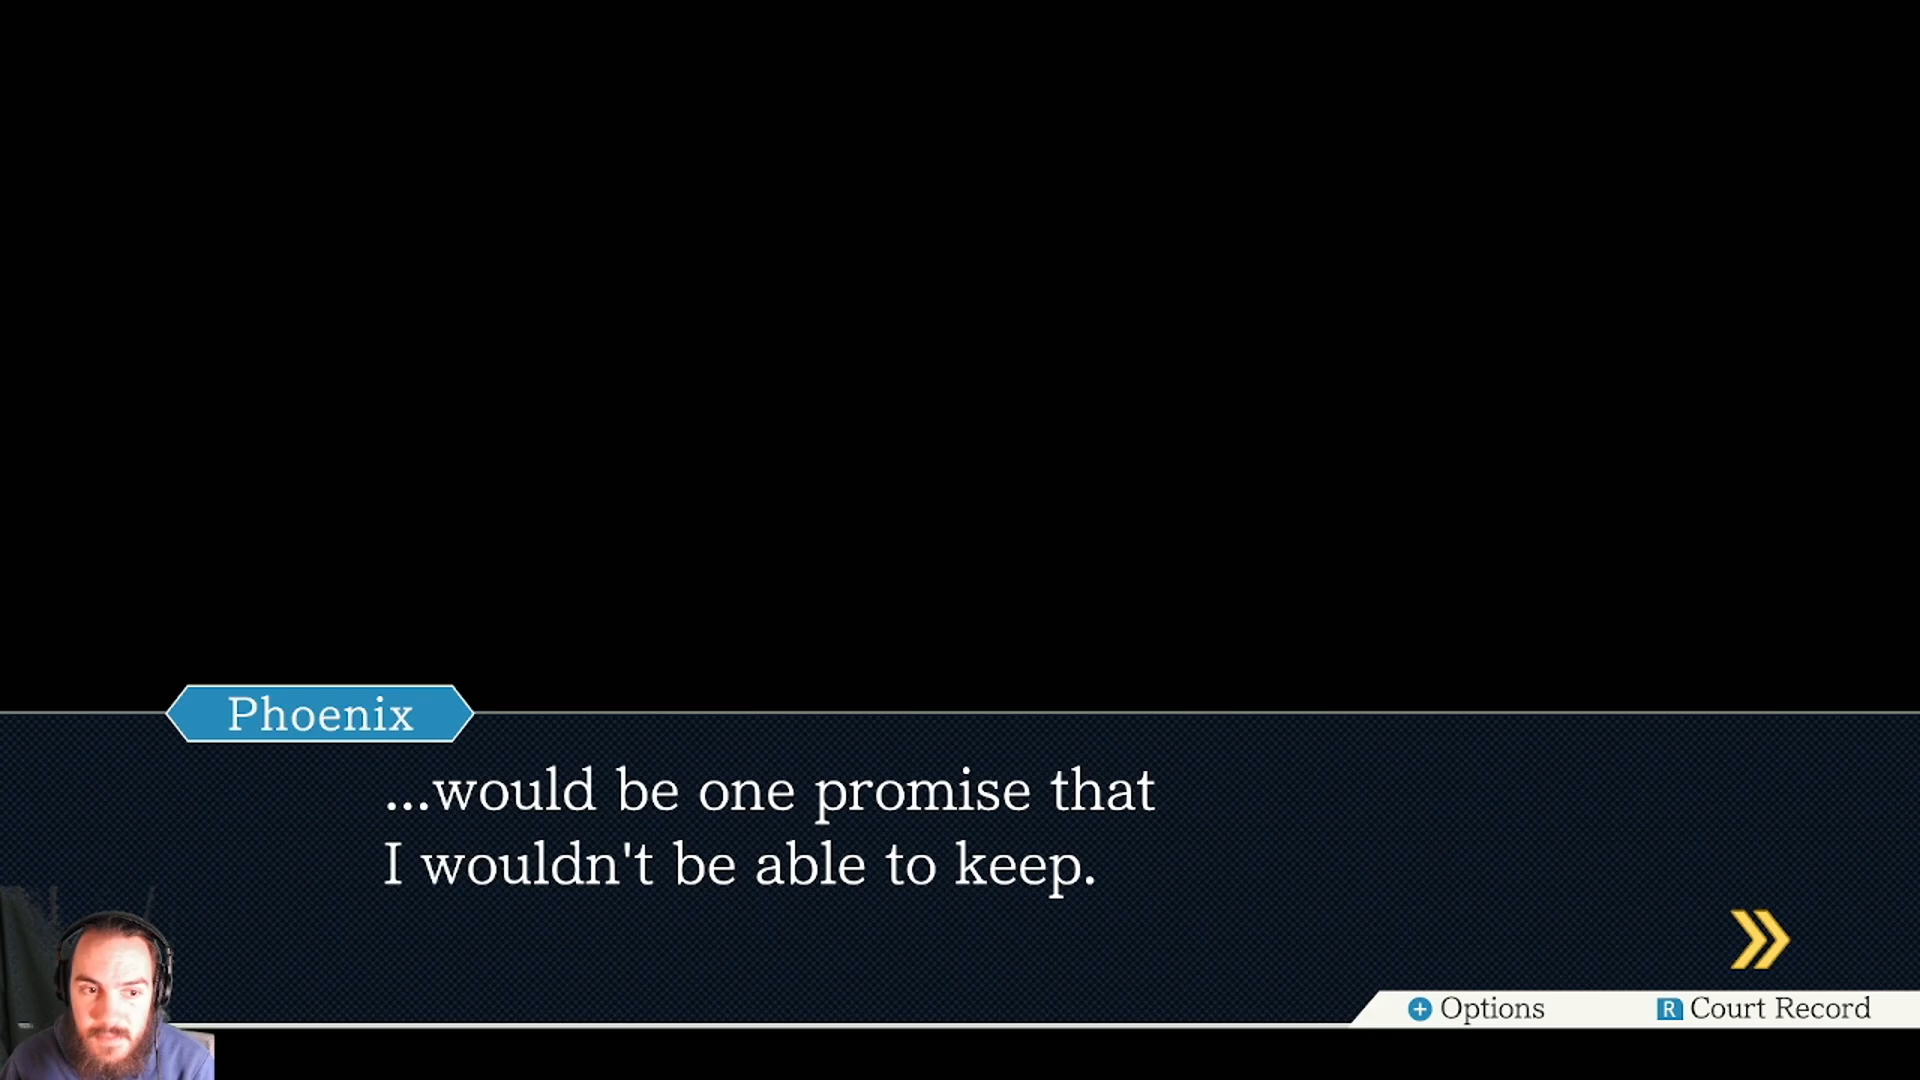 Phoenix
...would be one promise that
I wouldn't be able to keep.
+ Options
R Court Record